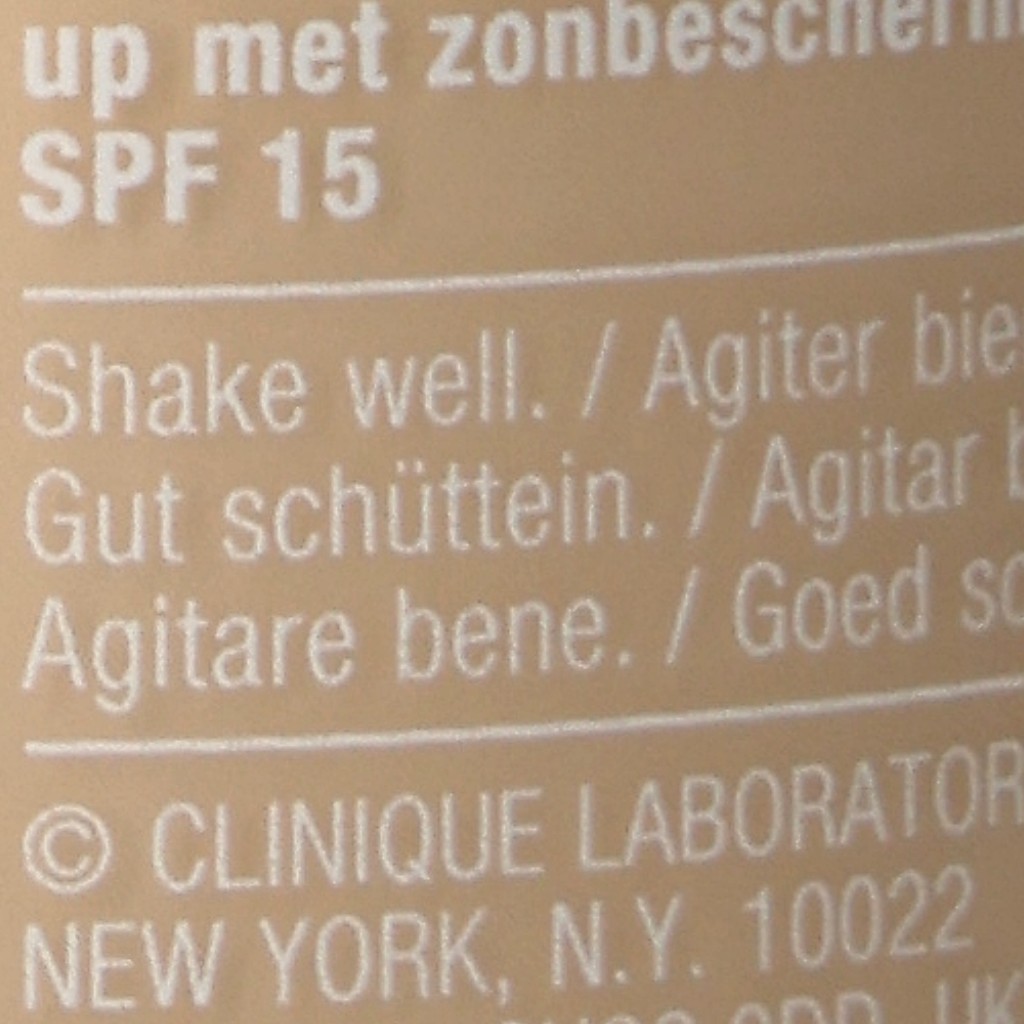 up met zonbescherm
SPF 15
Shake well. / Agiter bie
Gut schüttein. / Agitar b
Agitare bene. / Goed sc
© CLINIQUE LABORATOR
NEW YORK, N.Y. 10022
UK